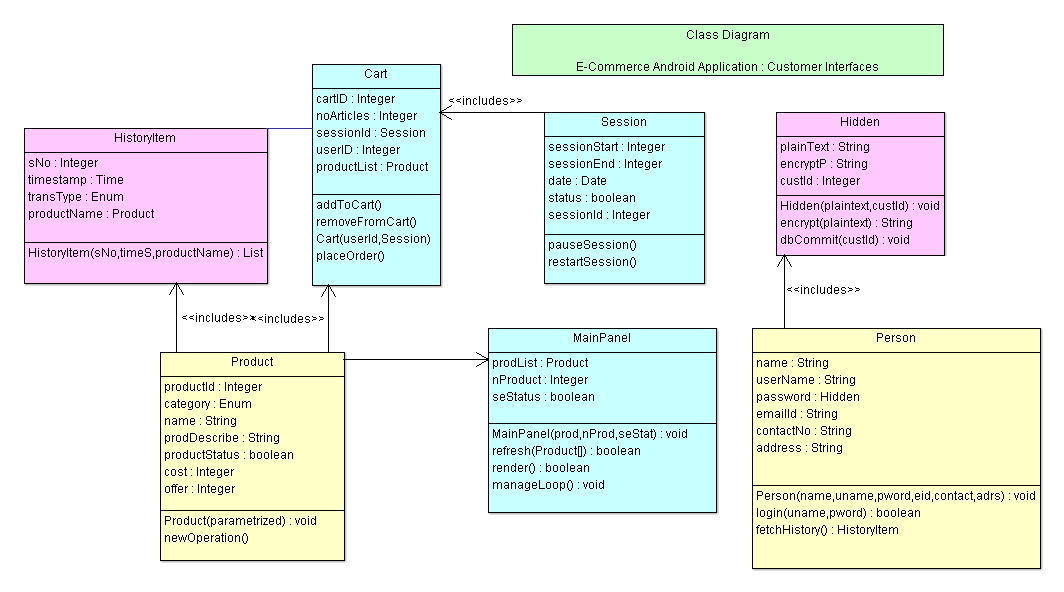 Class Diagram
E-Commerce Android Application : Customer Interfaces
Cart
cartID : Integer
noArticles : Integer
sessionId : Session
userID : Integer
productList : Product
addToCart()
removeFromCart()
Cart(userId,Session)
placeOrder()
<<includes>>
HistoryItem
sNo : Integer
timestamp : Time
transType : Enum
productName : Product
HistoryItem(sNo,timeS,productName) : List
Session
sessionStart : Integer
sessionEnd : Integer
date : Date
status : boolean
sessionId : Integer
pauseSession()
restartSession()
Hidden
plainText : String
encryptP : String
custId : Integer
Hidden(plaintext,custId) : void
encrypt(plaintext) : String
dbCommit(custId) : void
<<includes>>
<<includes>>
<<includes>>
Product
productId : Integer
category : Enum
name : String
prodDescribe : String
productStatus : boolean
cost : Integer
offer : Integer
Product(parametrized) : void
newOperation()
MainPanel
prodList : Product
nProduct : Integer
seStatus : boolean
MainPanel(prod,nProd,seStat) : void
refresh(Product[]) : boolean
render() : boolean
manageLoop() : void
Person
name : String
userName : String
password : Hidden
emailId : String
contactNo : String
address : String
Person(name,uname,pword,eid,contact,adrs) : void
login(uname,pword) : boolean
fetchHistory() : HistoryItem